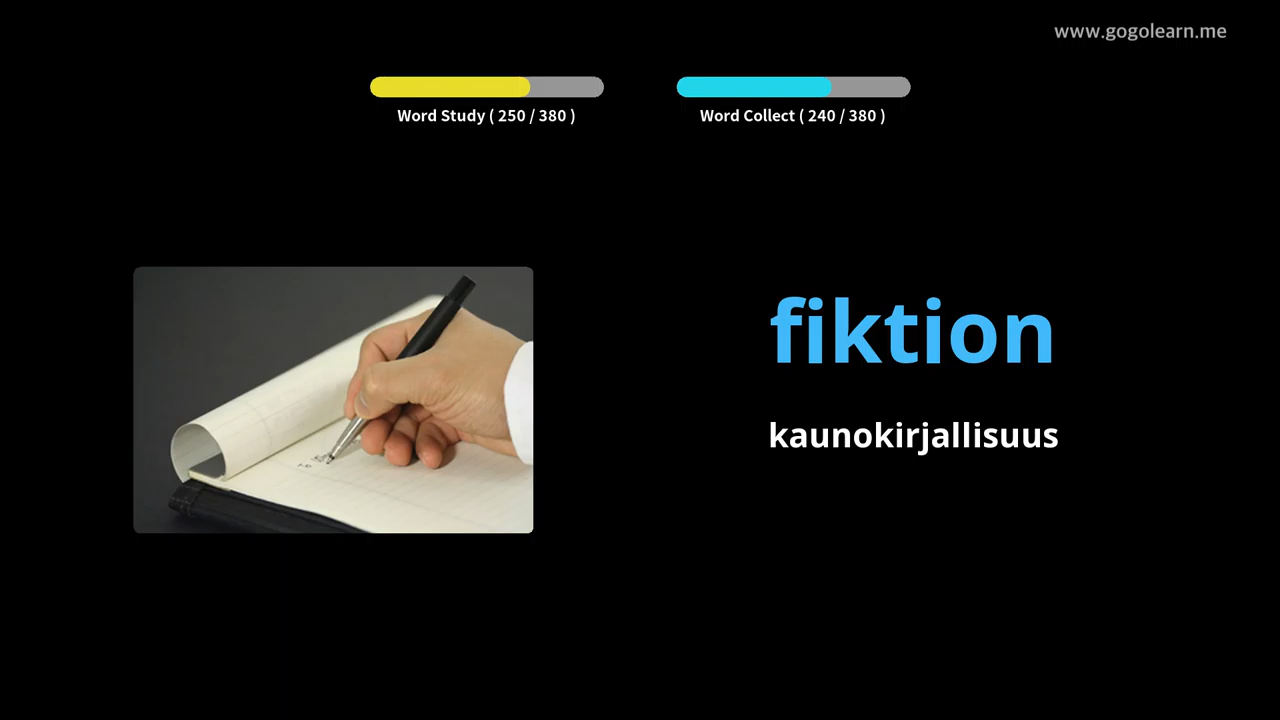 www.gogolearn.me
Word Study ( 250 / 380 )
Word Collect ( 240 / 380 )
fiktion
kaunokirjallisuus